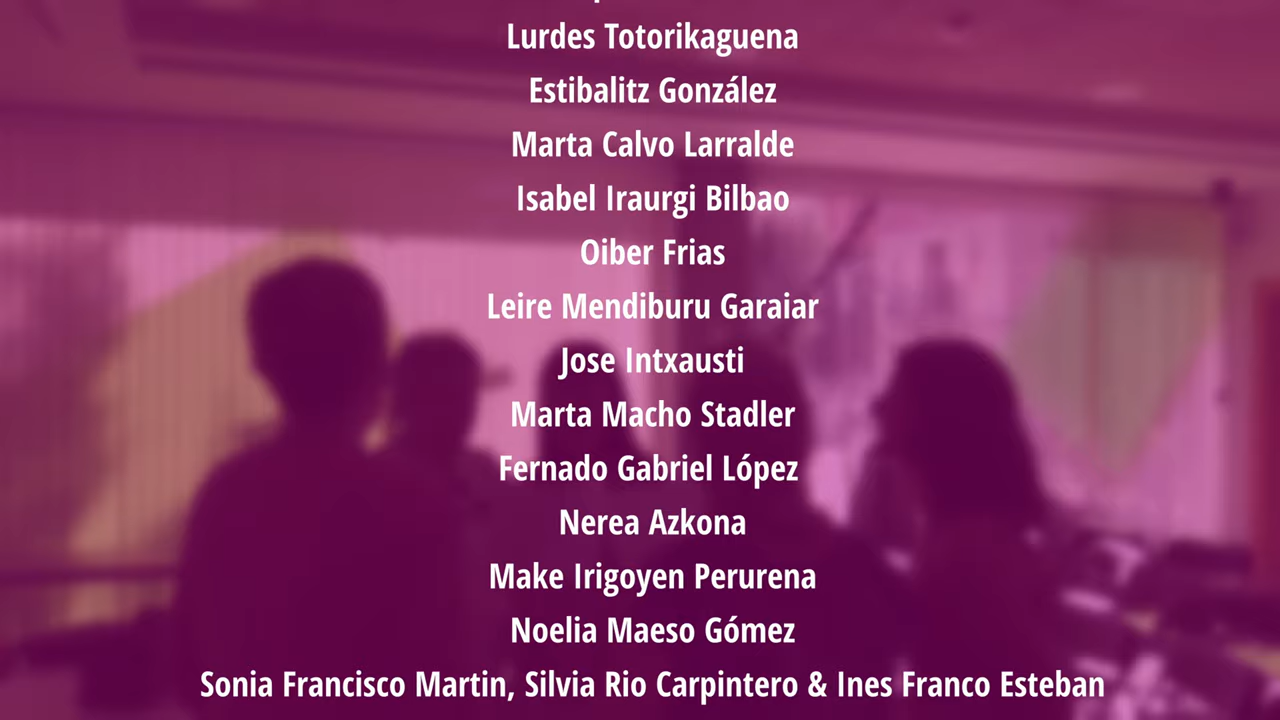 Lurdes Totorikaguena
Estibalitz González
Marta Calvo Larralde
Isabel Iraurgi Bilbao
Oiber Frias
Leire Mendiburu Garaiar
Jose Intxausti
Marta Macho Stadler
Fernado Gabriel López
Nerea Azkona
Make Irigoyen Perurena
Noelia Maeso Gómez
Sonia Francisco Martin, Silvia Rio Carpintero & Ines Franco Esteban